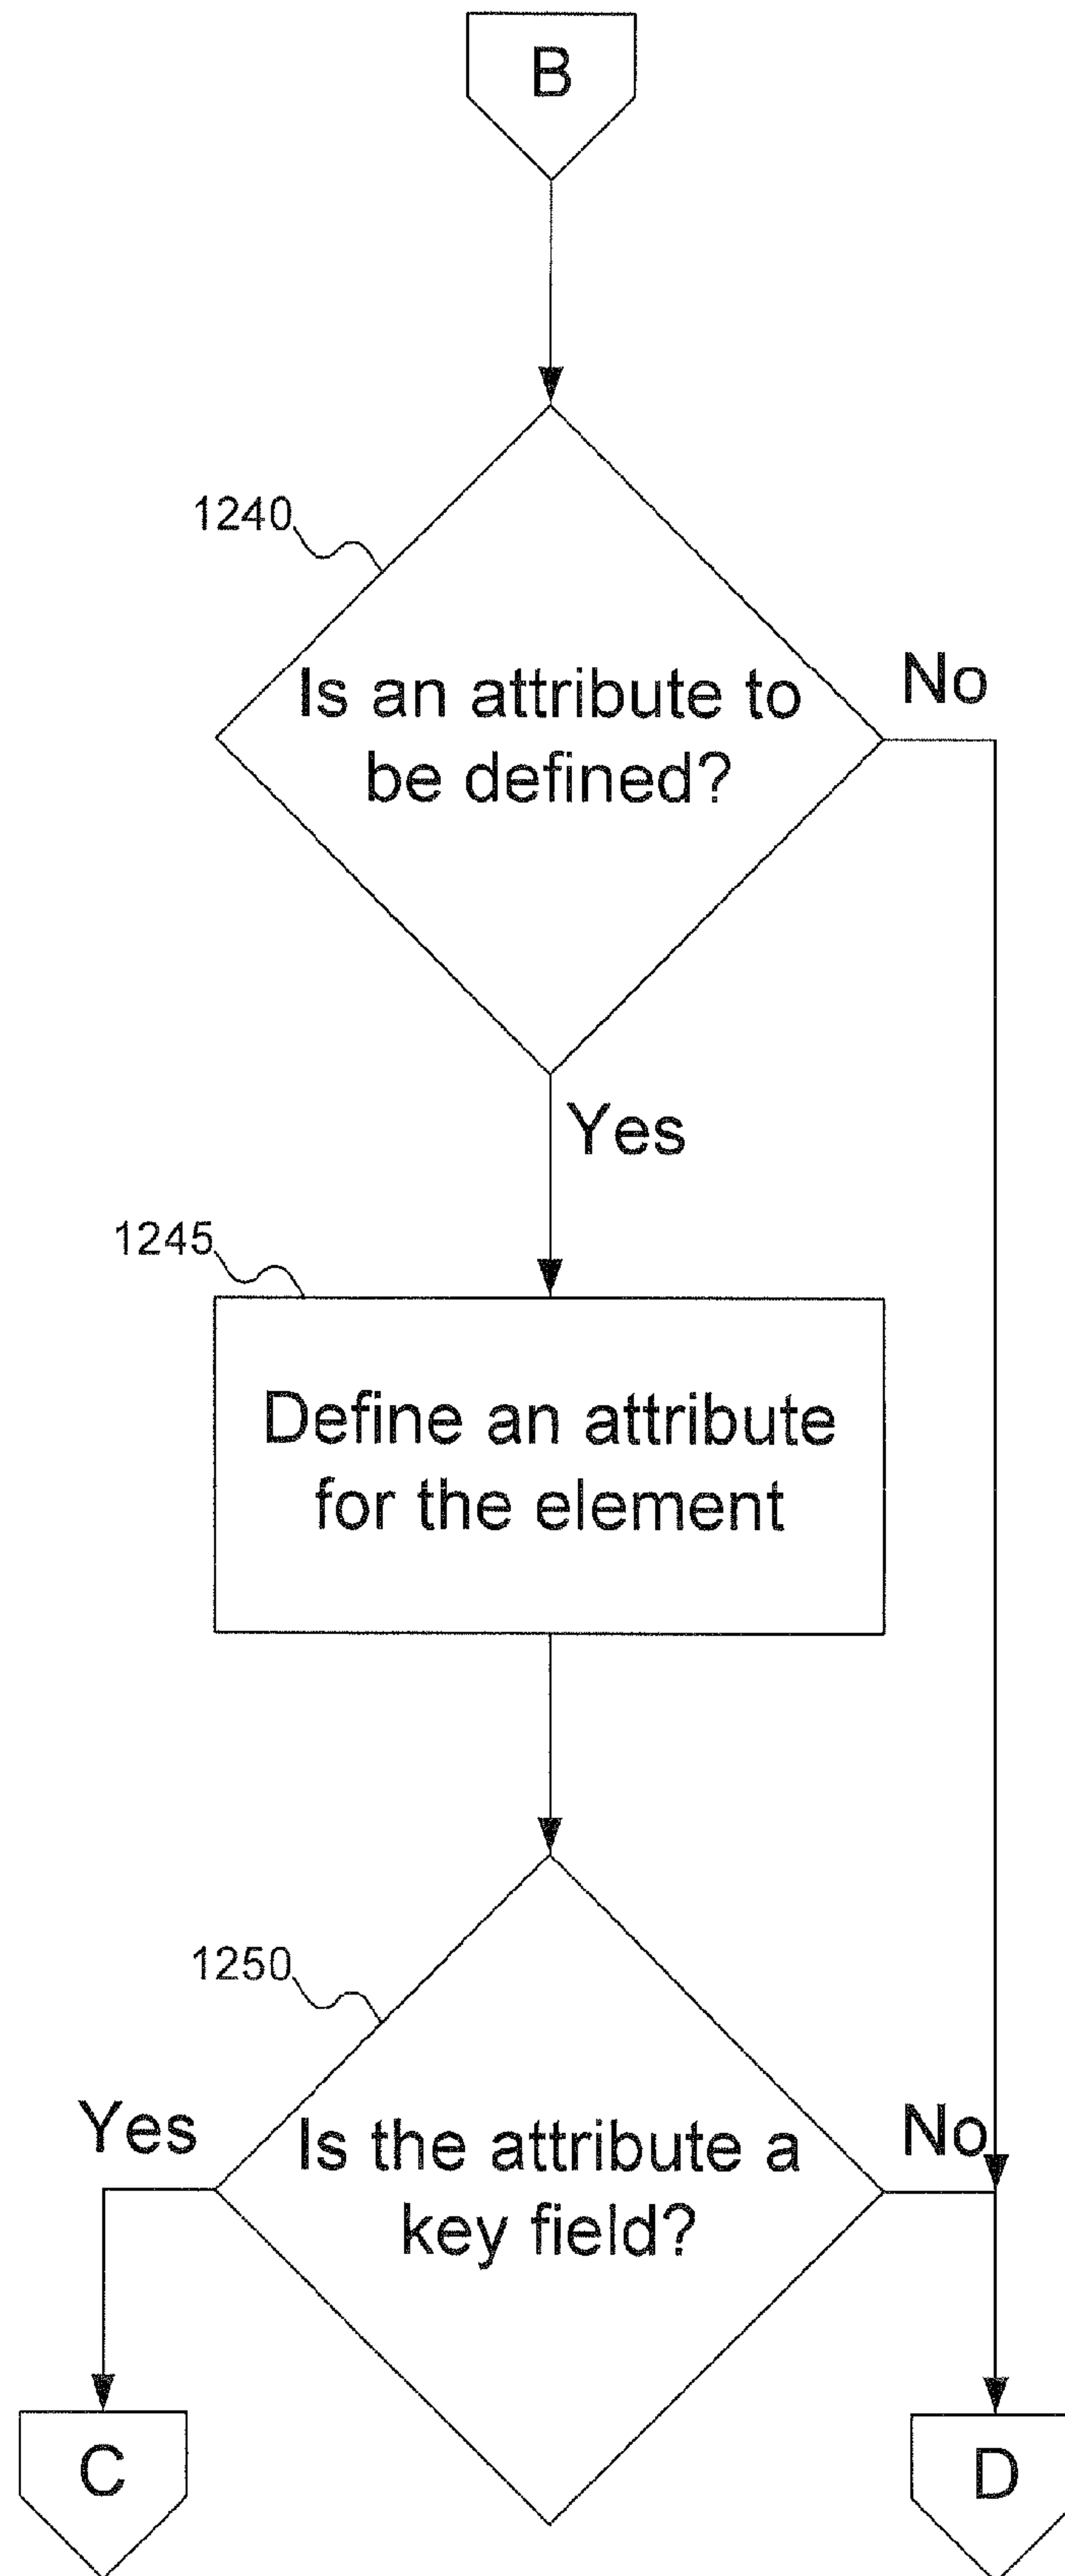 B
1240
Is an attribute to
be defined?
No
Yes
1245
Define an attribute
for the element
1250
Yes
Is the attribute a
key field?
No
C
D